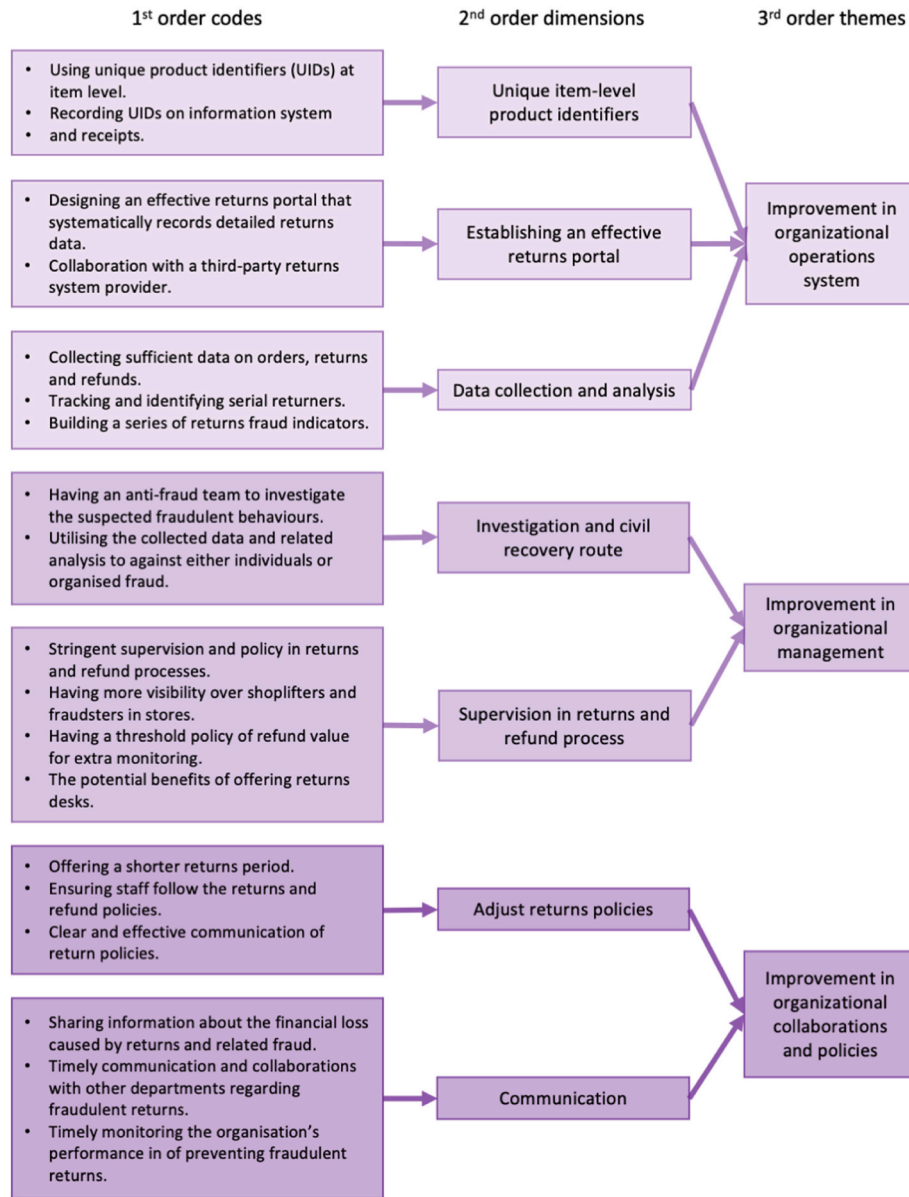 1st order codes
2nd order dimensions
3rd order themes
• Using unique product identifiers (UIDs) at
item level.
• Recording UIDs on information system
• and receipts.
Unique item-level
product identifiers
• Designing an effective returns portal that
systematically records detailed returns
data.
• Collaboration with a third-party returns
system provider.
Establishing an effective
returns portal
• Collecting sufficient data on orders, returns
and refunds.
• Tracking and identifying serial returners.
• Building a series of returns fraud indicators.
Data collection and analysis
Improvement in
organizational
operations
system
• Having an anti-fraud team to investigate
the suspected fraudulent behaviours.
• Utilising the collected data and related
analysis to against either individuals or
organised fraud.
Investigation and civil
recovery route
• Stringent supervision and policy in returns
and refund processes.
• Having more visibility over shoplifters and
fraudsters in stores.
• Having a threshold policy of refund value
for extra monitoring.
• The potential benefits of offering returns
desks.
Supervision in returns and
refund process
Improvement in
organizational
management
• Offering a shorter returns period.
• Ensuring staff follow the returns and
refund policies.
• Clear and effective communication of
return policies.
Adjust returns policies
• Sharing information about the financial loss
caused by returns and related fraud.
• Timely communication and collaborations
with other departments regarding
fraudulent returns.
• Timely monitoring the organisation's
performance in of preventing fraudulent
returns.
Communication
Improvement in
organizational
collaborations
and policies